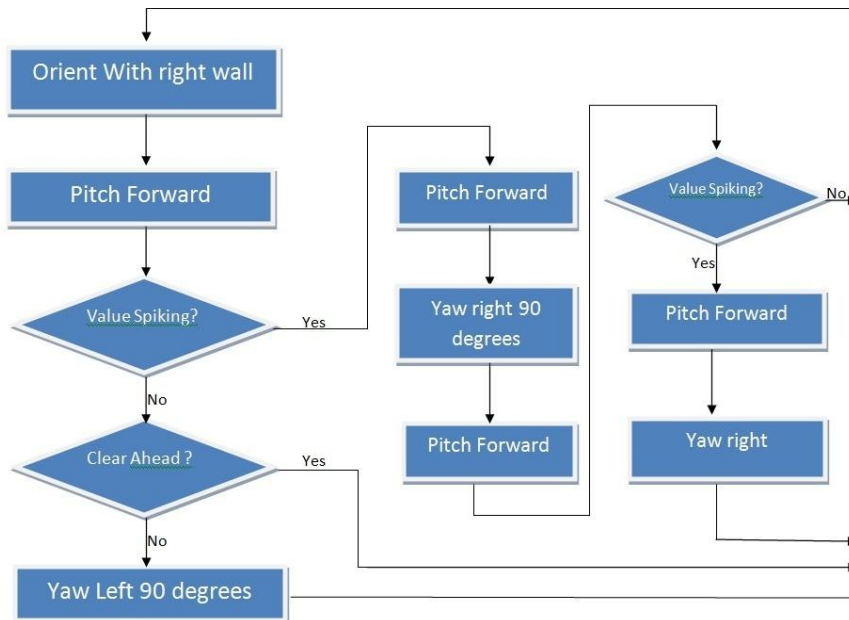 Orient With right wall
Pitch Forward
Value Spiking?
Yes
No
Clear Ahead ?
Yes
No
Yaw Left 90 degrees
Pitch Forward
Yaw right 90
degrees
Pitch Forward
Value Spiking?
No
Yes
Pitch Forward
Yaw right